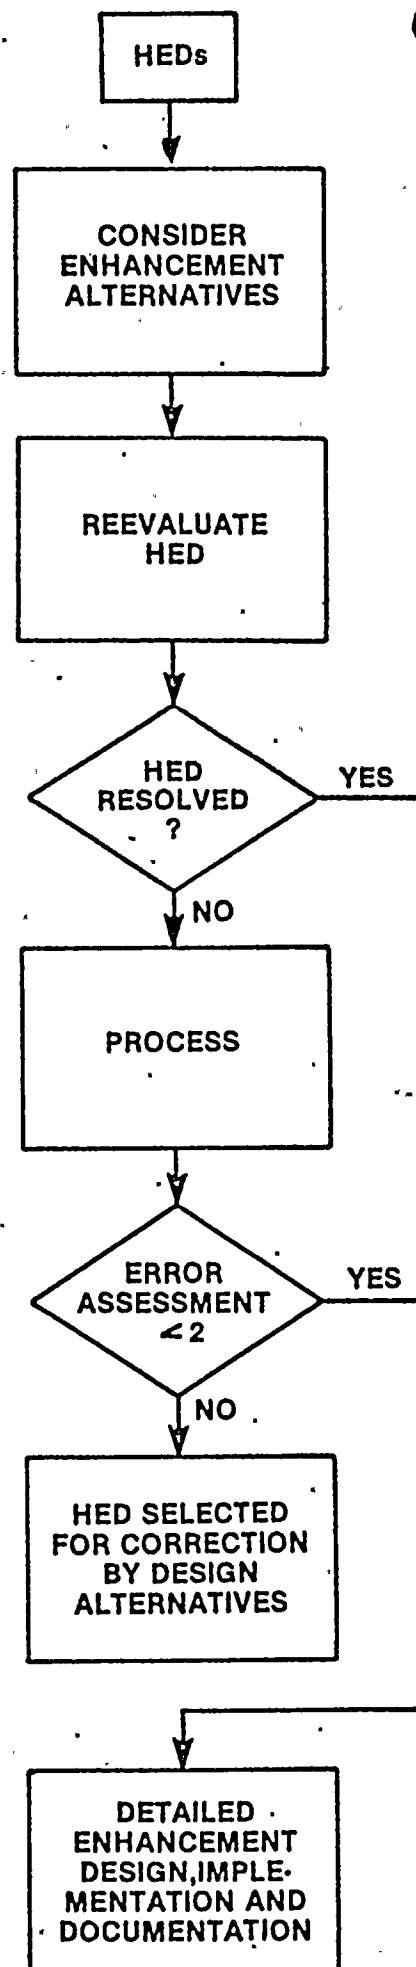 HEDs
CONSIDER
ENHANCEMENT
ALTERNATIVES
REEVALUATE
HED
HED
RESOLVED
?
YES
NO
PROCESS
ERROR
ASSESSMENT
<2
YES
NO
HED SELECTED
FOR CORRECTION
BY DESIGN
ALTERNATIVES
DETAILED
ENHANCEMENT
DESIGN,IMPLE-
MENTATION AND
DOCUMENTATION